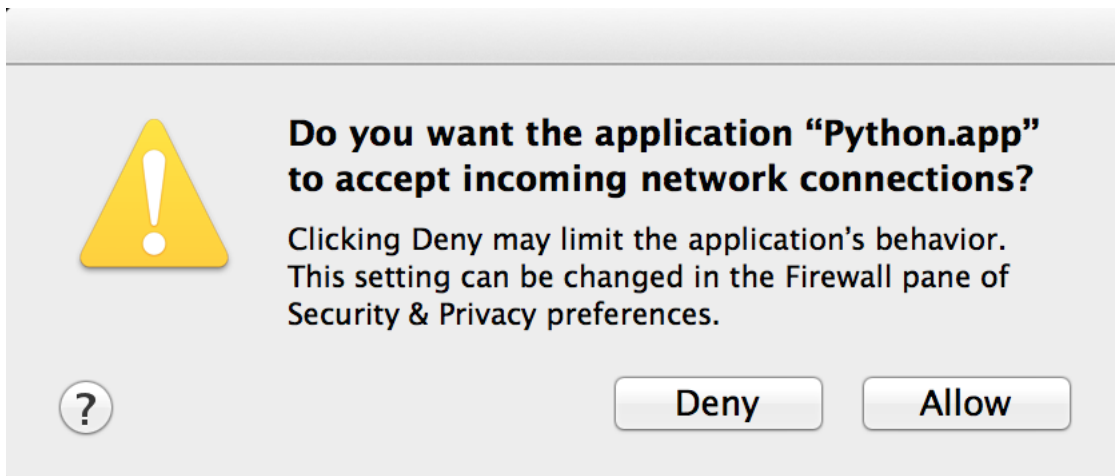 Do you want the application “Python.app”
to accept incoming network connections?
Clicking Deny may limit the application’s behavior.
This setting can be changed in the Firewall pane of
Security & Privacy preferences.
? Deny Allow